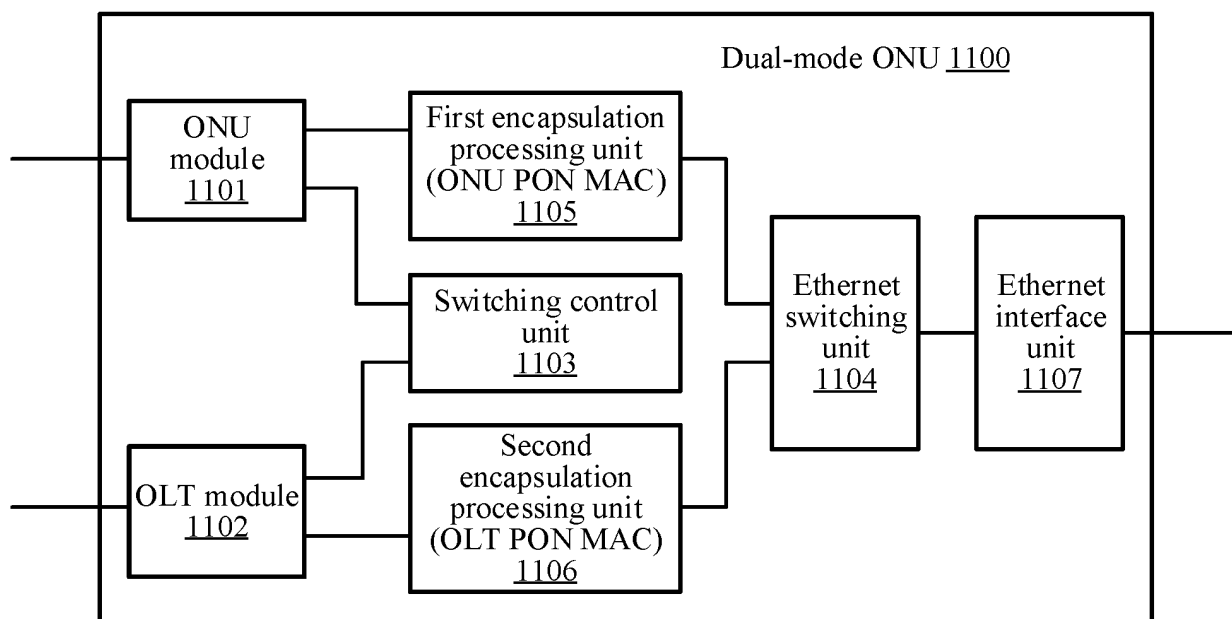 Dual-mode ONU 1100
ONU
module
1101
First encapsulation
processing unit
(ONU PON MAC)
1105
Switching control
unit
1103
Ethernet
switching
unit
1104
Ethernet
interface
unit
1107
OLT module
1102
Second
encapsulation
processing unit
(OLT PON MAC)
1106